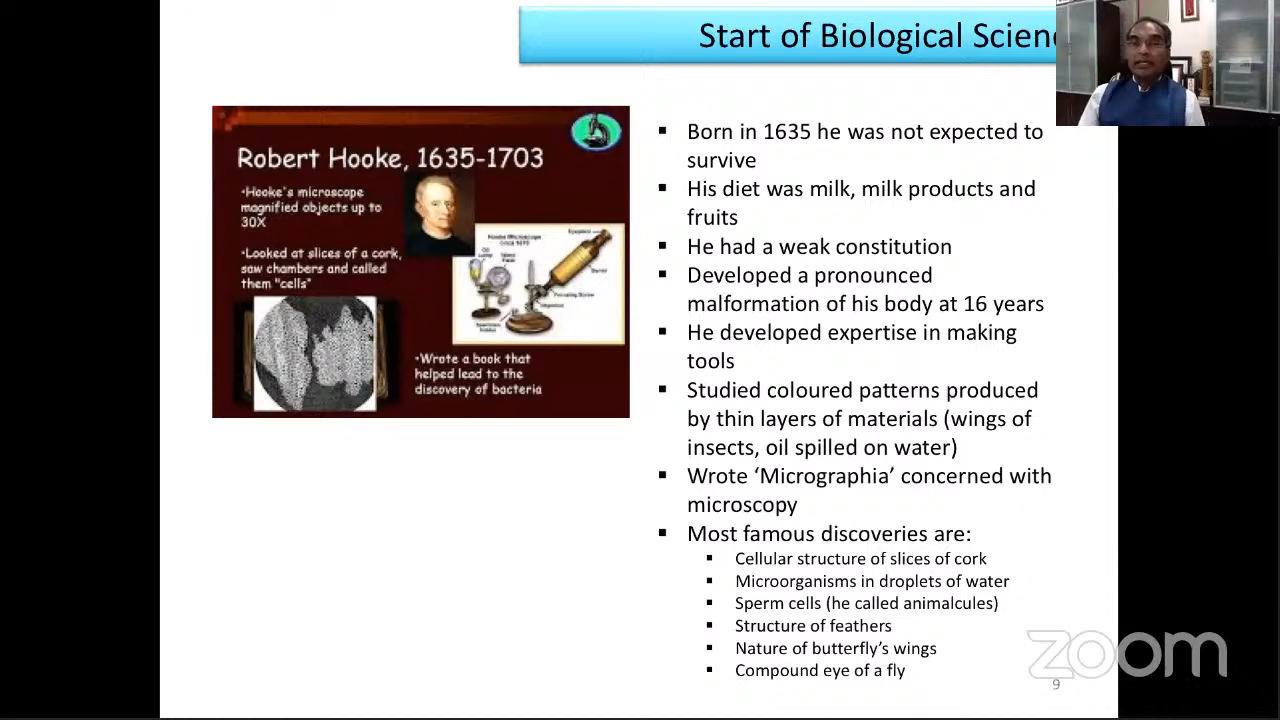 Start of Biological Scien
Robert Hooke, 1635-1703
•Hooke's microscope
magnified objects up to
30X
•Looked at slices of a cork,
saw chambers and called
them "cells"
Hooke Microscope
•Wrote a book that
helped lead to the
discovery of bacteria
▪ Born in 1635 he was not expected to
survive
▪ His diet was milk, milk products and
fruits
▪ He had a weak constitution
▪ Developed a pronounced
malformation of his body at 16 years
▪ He developed expertise in making
tools
▪ Studied coloured patterns produced
by thin layers of materials (wings of
insects, oil spilled on water)
▪ Wrote ‘Micrographia’ concerned with
microscopy
▪ Most famous discoveries are:
▪ Cellular structure of slices of cork
▪ Microorganisms in droplets of water
▪ Sperm cells (he called animalcules)
▪ Structure of feathers
▪ Nature of butterfly’s wings
▪ Compound eye of a fly
zoom
9